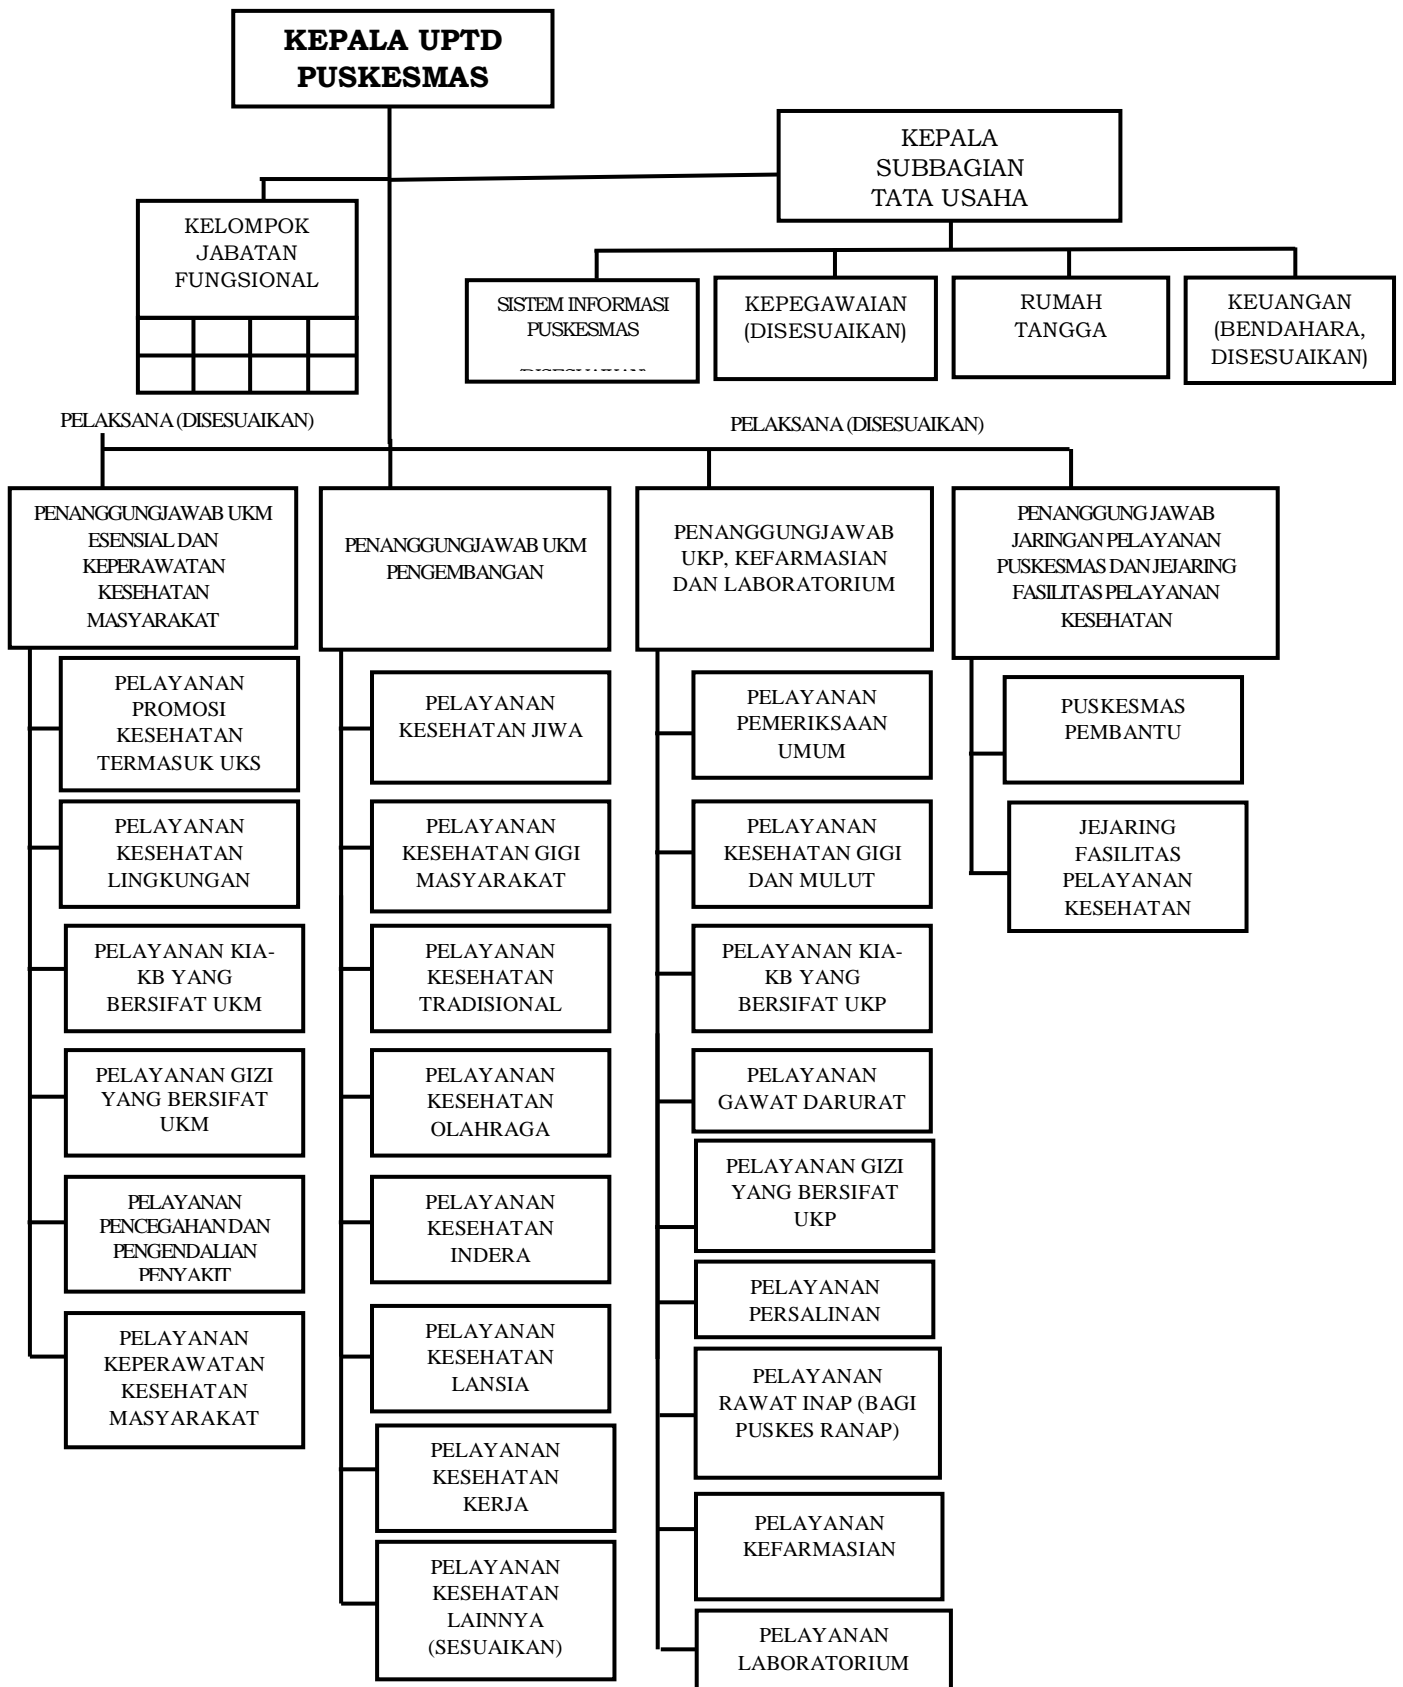 KEPALA UPTD
PUSKESMAS
KEPALA
SUBBAGIAN
TATA USAHA
KELOMPOK
JABATAN
FUNGSIONAL
SISTEM INFORMASI
PUSKESMAS
KEPEGAWAIAN
(DISESUAIKAN)
RUMAH
TANGGA
KEUANGAN
(BENDAHARA,
DISESUAIKAN)
PELAKSANA (DISESUAIKAN)
PELAKSANA (DISESUAIKAN)
PENANGGUNGJAWAB UKM
ESENSIAL DAN
KEPERAWATAN
KESEHATAN
MASYARAKAT
PENANGGUNGJAWAB UKM
PENGEMBANGAN
PENANGGUNGJAWAB
UKP, KEFARMASIAN
DAN LABORATORIUM
PENANGGUNG JAWAB
JARINGAN PELAYANAN
PUSKESMAS DAN JEJARING
FASILITAS PELAYANAN
KESEHATAN
PELAYANAN
PROMOSI
KESEHATAN
TERMASUK UKS
PELAYANAN
KESEHATAN
LINGKUNGAN
PELAYANAN KIA-
KB YANG
BERSIFAT UKM
PELAYANAN GIZI
YANG BERSIFAT
UKM
PELAYANAN
PENCEGAHAN DAN
PENGENDALIAN
PENYAKIT
PELAYANAN
KEPERAWATAN
KESEHATAN
MASYARAKAT
PELAYANAN
KESEHATAN JIWA
PELAYANAN
KESEHATAN GIGI
MASYARAKAT
PELAYANAN
KESEHATAN
TRADISIONAL
PELAYANAN
KESEHATAN
OLAHRAGA
PELAYANAN
KESEHATAN
INDERA
PELAYANAN
KESEHATAN
LANSIA
PELAYANAN
KESEHATAN
KERJA
PELAYANAN
KESEHATAN
LAINNYA
(SESUAIKAN)
PELAYANAN
PEMERIKSAAN
UMUM
PELAYANAN
KESEHATAN GIGI
DAN MULUT
PELAYANAN KIA-
KB YANG
BERSIFAT UKP
PELAYANAN
GAWAT DARURAT
PELAYANAN GIZI
YANG BERSIFAT
UKP
PELAYANAN
PERSALINAN
PELAYANAN
RAWAT INAP (BAGI
PUSKES RANAP)
PELAYANAN
KEFARMASIAN
PELAYANAN
LABORATORIUM
PUSKESMAS
PEMBANTU
JEJARING
FASILITAS
PELAYANAN
KESEHATAN